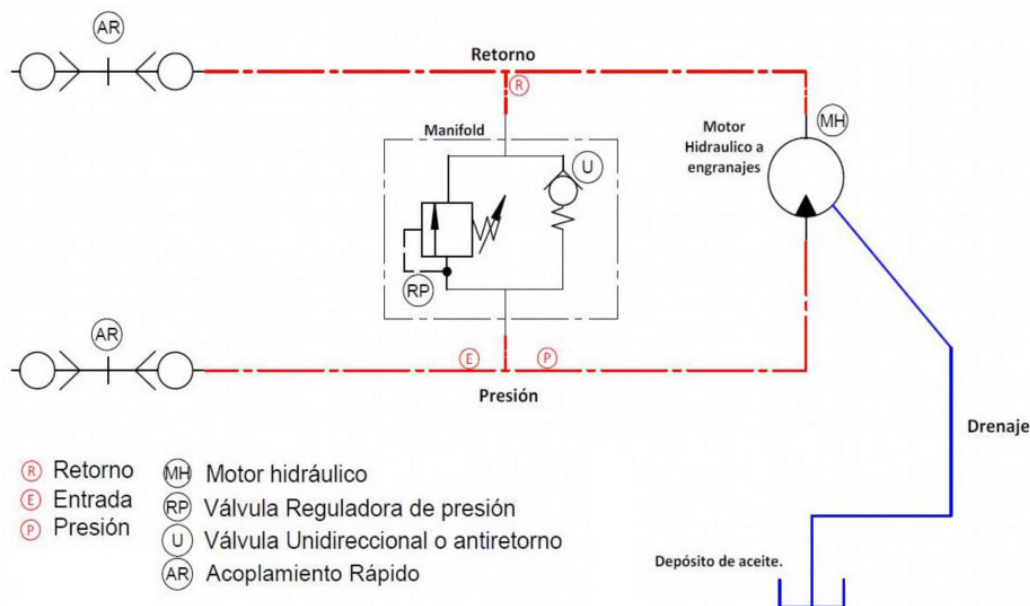 AR
Retorno
R
Manifold
Motor
Hidraulico a
engranajes
MH
U
RP
AR
E
P
Presión
Drenaje
R Retorno
E Entrada
P Presión
MH Motor hidráulico
RP Válvula Reguladora de presión
U Válvula Unidireccional o antiretorno
AR Acoplamiento Rápido
Depósito de aceite.